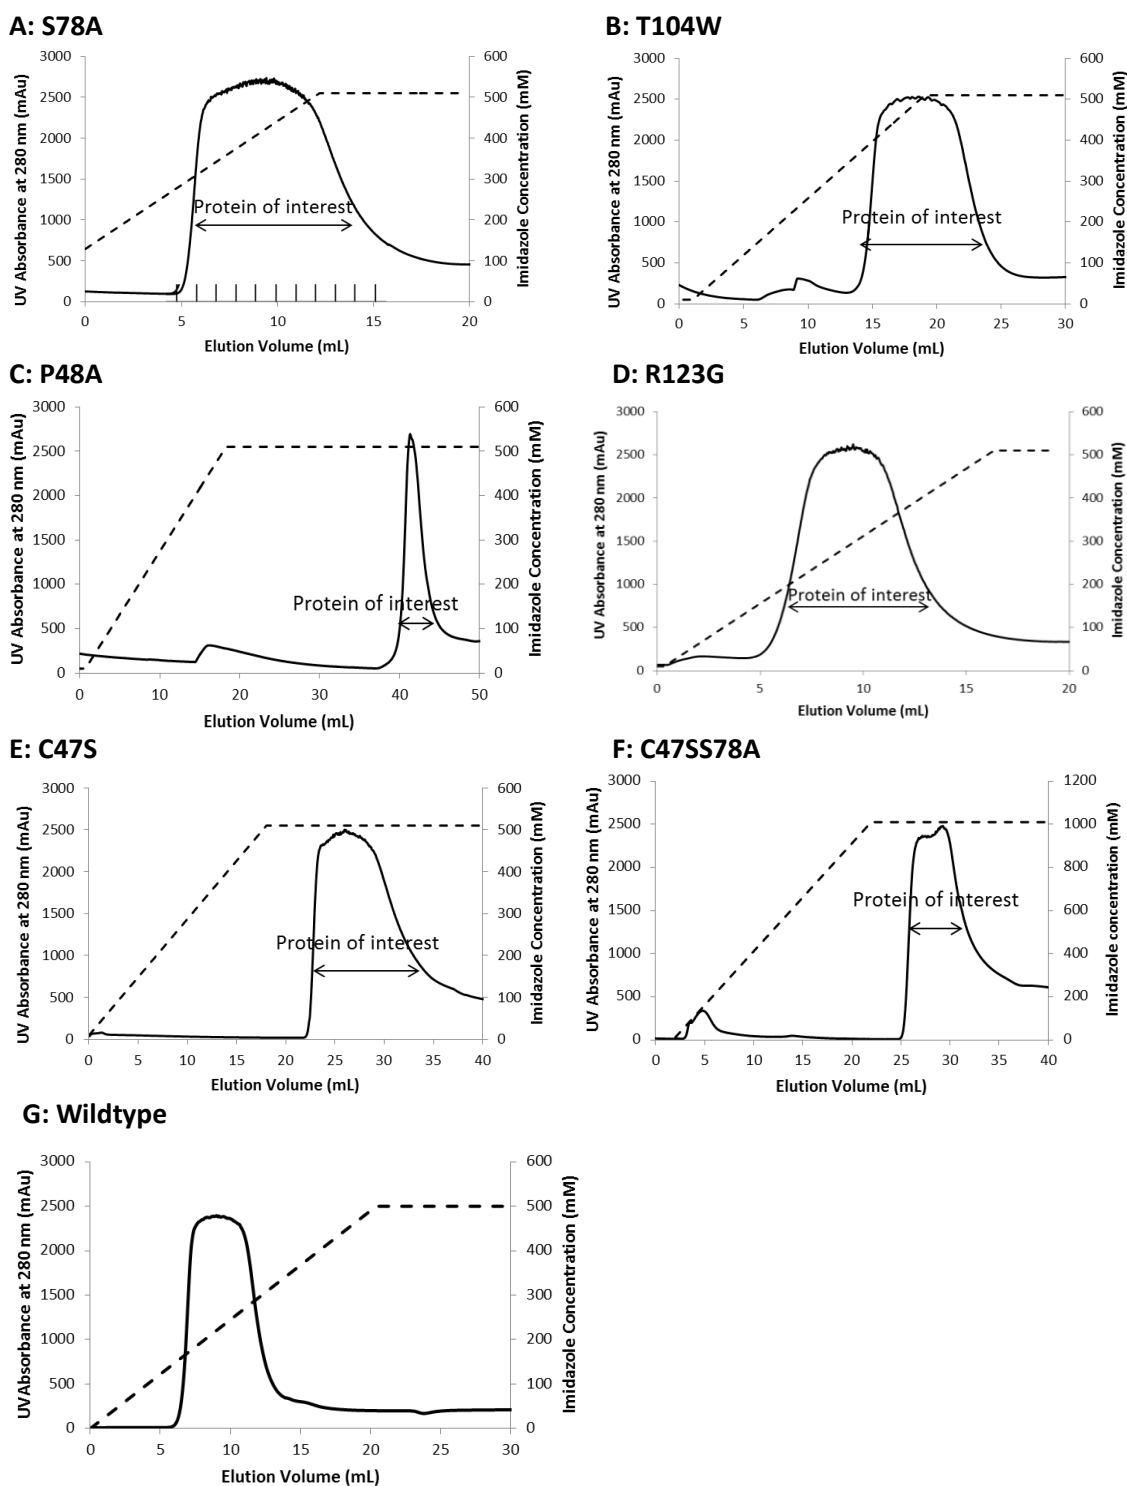 A: S78A
UV Absorbance at 280 nm (mAu)
3000
2500
2000
1500
1000
500
0
600
500
400
300
200
100
0
Imidazole Concentration (mM)
Protein of interest
0 5 10 15 20
Elution Volume (mL)
B: T104W
UV Absorbance at 280 nm (mAu)
3000
2500
2000
1500
1000
500
0
600
500
400
300
200
100
0
Imidazole Concentration (mM)
Protein of interest
0 5 10 15 20 25 30
Elution Volume (mL)
C: P48A
UV Absorbance at 280 nm (mAu)
3000
2500
2000
1500
1000
500
0
600
500
400
300
200
100
0
Imidazole Concentration (mM)
Protein of interest
0 10 20 30 40 50
Elution Volume (mL)
D: R123G
UV Absorbance at 280 nm (mAu)
3000
2500
2000
1500
1000
500
0
600
500
400
300
200
100
0
Imidazole Concentration (mM)
Protein of interest
0 5 10 15 20
Elution Volume (mL)
E: C47S
UV Absorbance at 280 nm (mAu)
3000
2500
2000
1500
1000
500
0
600
500
400
300
200
100
0
Imidazole Concentration (mM)
Protein of interest
0 5 10 15 20 25 30 35 40
Elution Volume (mL)
F: C47SS78A
UV Absorbance at 280 nm (mAu)
3000
2500
2000
1500
1000
500
0
1200
1000
800
600
400
200
0
Imidazole concentration (mM)
Protein of interest
0 5 10 15 20 25 30 35 40
Elution Volume (mL)
G: Wildtype
UVAbsorbance at 280 nm (mAu)
3000
2500
2000
1500
1000
500
0
600
500
400
300
200
100
0
Imidazole Concentration (mM)
0 5 10 15 20 25 30
Elution Volume (mL)